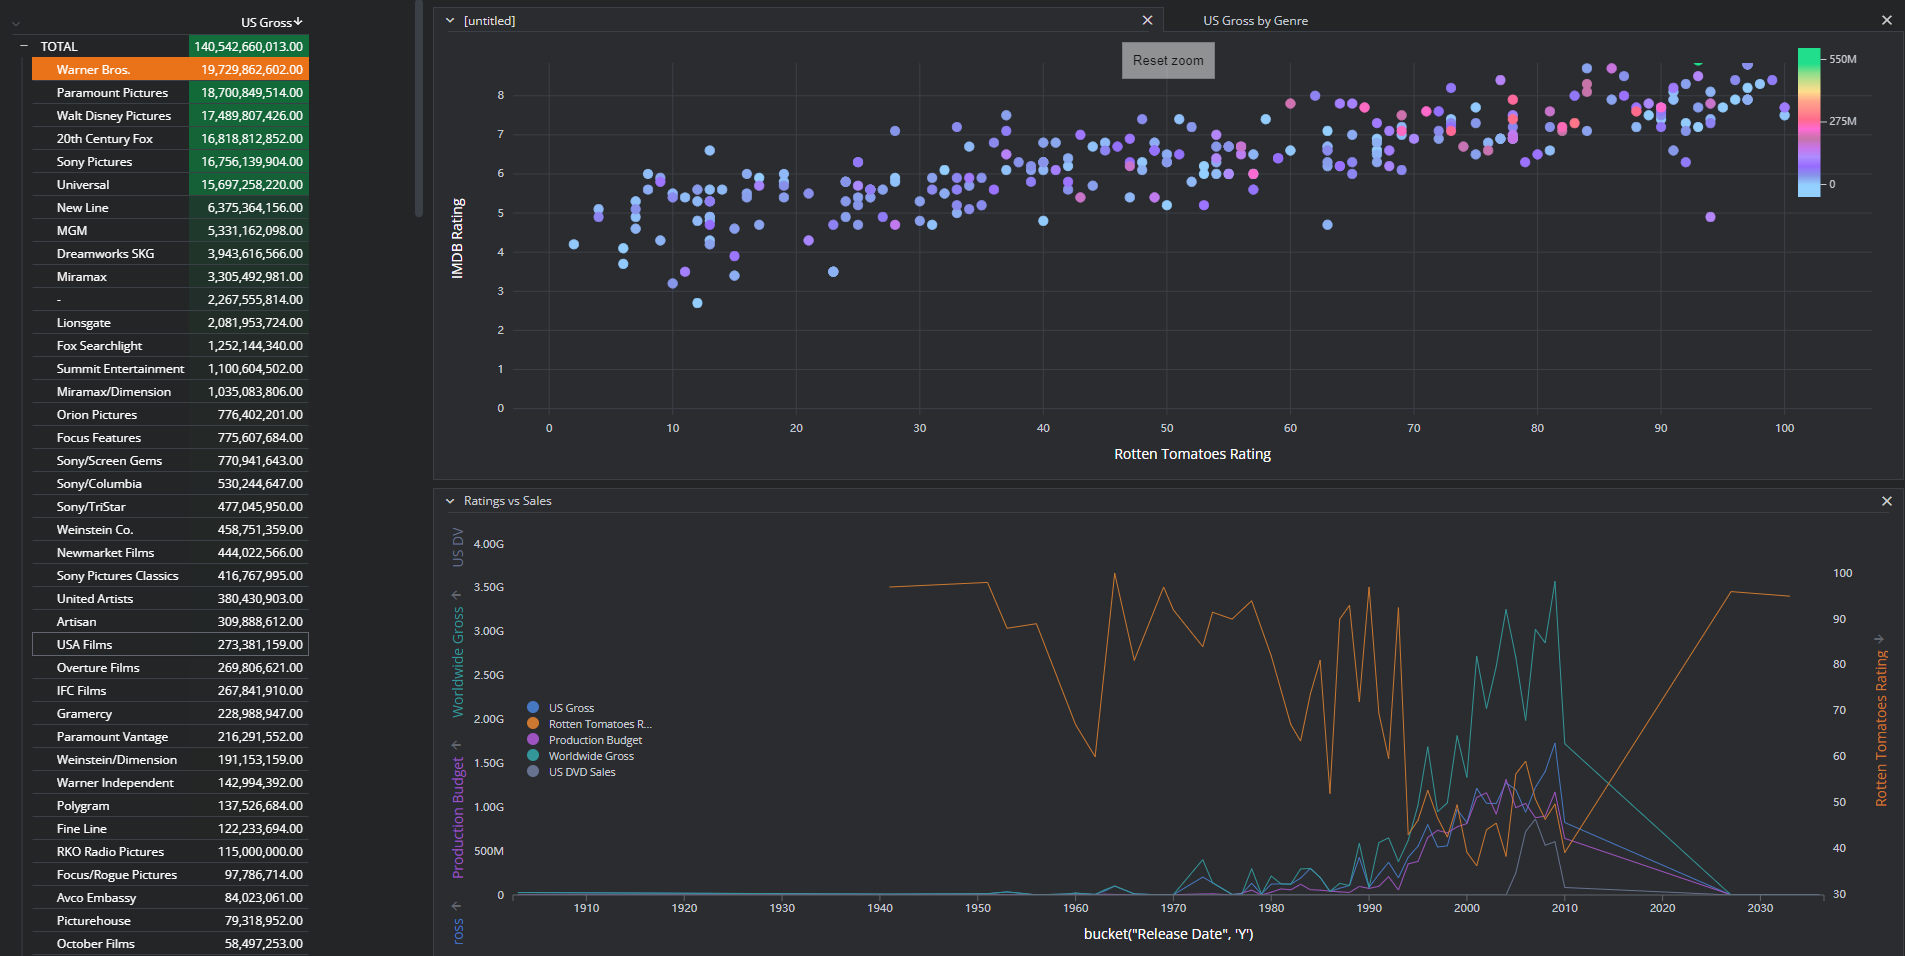 US Gross
TOTAL 140,542,660,013.00
Warner Bros. 19,729,862,602.00
Paramount Pictures 18,700,849,514.00
Walt Disney Pictures 17,489,807,426.00
20th Century Fox 16,818,812,852.00
Sony Pictures 16,756,139,904.00
Universal 15,697,258,220.00
New Line 6,375,364,156.00
MGM 5,331,162,098.00
Dreamworks SKG 3,943,616,566.00
Miramax 3,305,492,981.00
- 2,267,555,814.00
Lionsgate 2,081,953,724.00
Fox Searchlight 1,252,144,340.00
Summit Entertainment 1,100,604,502.00
Miramax/Dimension 1,035,083,806.00
Orion Pictures 776,402,201.00
Focus Features 775,607,684.00
Sony/Screen Gems 770,941,643.00
Sony/Columbia 530,244,647.00
Sony/TriStar 477,045,950.00
Weinstein Co. 458,751,359.00
Newmarket Films 444,022,566.00
Sony Pictures Classics 416,767,995.00
United Artists 380,430,903.00
Artisan 309,888,612.00
USA Films 273,381,159.00
Overture Films 269,806,621.00
IFC Films 267,841,910.00
Gramercy 228,988,947.00
Paramount Vantage 216,291,552.00
Weinstein/Dimension 191,153,159.00
Warner Independent 142,994,392.00
Polygram 137,526,684.00
Fine Line 122,233,694.00
RKO Radio Pictures 115,000,000.00
Focus/Rogue Pictures 97,786,714.00
Avco Embassy 84,023,061.00
Picturehouse 79,318,952.00
October Films 58,497,253.00
[untitled]
US Gross by Genre
Reset zoom
550M
275M
0
IMDB Rating
8
7
6
5
4
3
2
1
0
0 10 20 30 40 50 60 70 80 90 100
Rotten Tomatoes Rating
Ratings vs Sales
US DV
Worldwide Gross
Production Budget
ross
4.00G
3.50G
3.00G
2.50G
2.00G
1.50G
1.00G
500M
0
US Gross
Rotten Tomatoes R...
Production Budget
Worldwide Gross
US DVD Sales
100
90
80
70
60
50
40
30
Rotten Tomatoes Rating
1910 1920 1930 1940 1950 1960 1970 1980 1990 2000 2010 2020 2030
bucket("Release Date", 'Y')